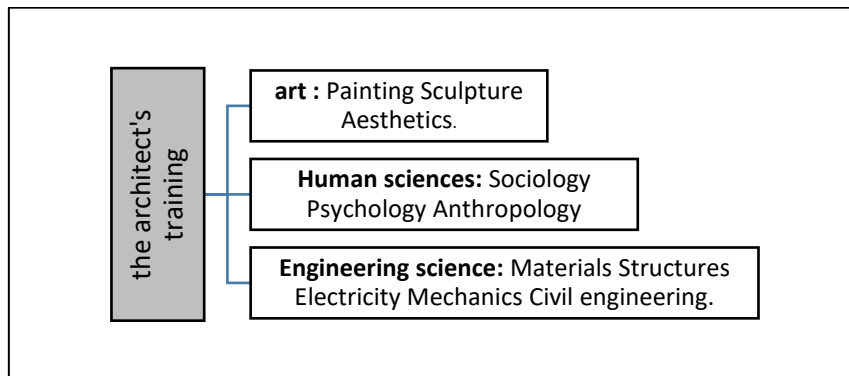 the architect's
training
art : Painting Sculpture
Aesthetics.
Human sciences: Sociology
Psychology Anthropology
Engineering science: Materials Structures
Electricity Mechanics Civil engineering.